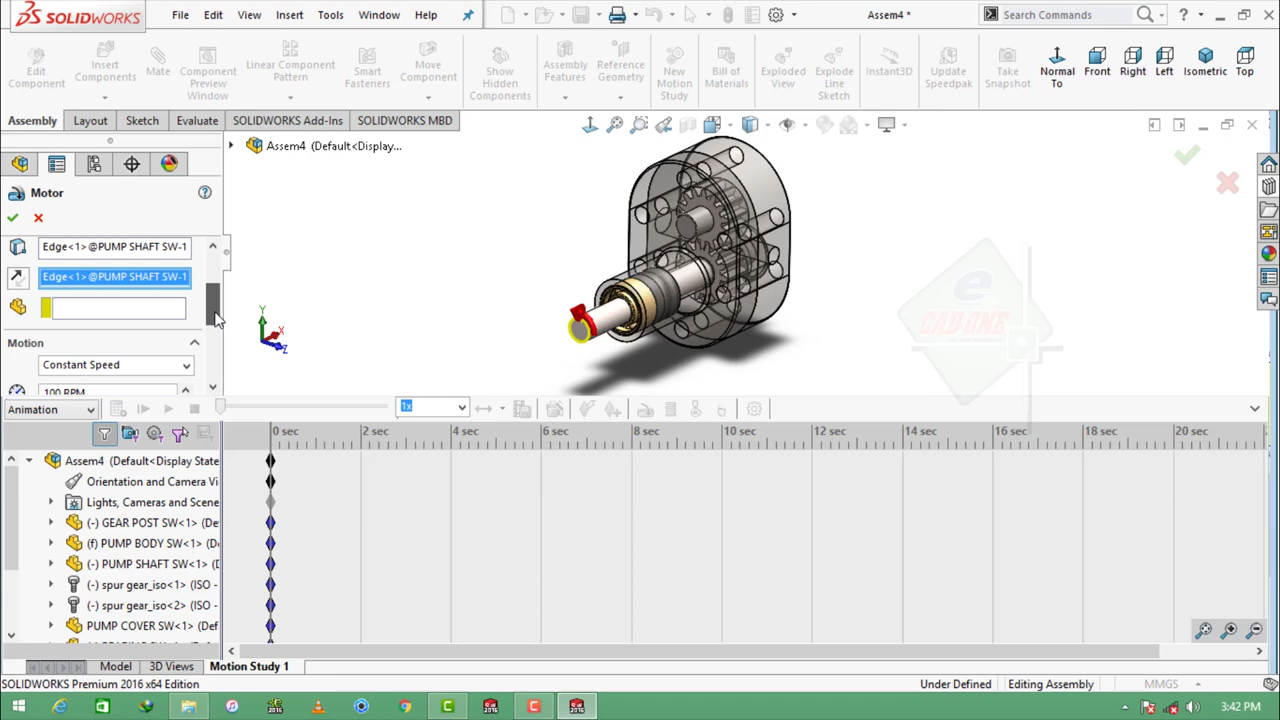 SOLIDWORKS
File
Edit
View
Insert
Tools
Window
Help
Assem4 *
Search Commands
Edit Component
Insert Components
Mate
Component Preview Window
Linear Component Pattern
Smart Fasteners
Move Component
Show Hidden Components
Assembly Features
Reference Geometry
New Motion Study
Bill of Materials
Exploded View
Explode Line Sketch
Instant3D
Update Speedpak
Take Snapshot
Normal To
Front
Right
Left
Isometric
Top
Assembly
Layout
Sketch
Evaluate
SOLIDWORKS Add-Ins
SOLIDWORKS MBD
Assem4 (Default<Display...
Motor
Edge<1>@PUMP SHAFT SW-1
Edge<1>@PUMP SHAFT SW-1
Motion
Constant Speed
100 RPM
Y
X
Z
e
CAD-ONE
Animation
1x
0 sec
2 sec
4 sec
6 sec
8 sec
10 sec
12 sec
14 sec
16 sec
18 sec
20 sec
Assem4 (Default<Display State
Orientation and Camera Vi
Lights, Cameras and Scene
(-) GEAR POST SW<1> (De
(f) PUMP BODY SW<1> (D
(-) PUMP SHAFT SW<1> (D
(-) spur gear_iso<1> (ISO -
(-) spur gear_iso<2> (ISO -
PUMP COVER SW<1> (Def
Model
3D Views
Motion Study 1
SOLIDWORKS Premium 2016 x64 Edition
Under Defined
Editing Assembly
MMGS
3:42 PM